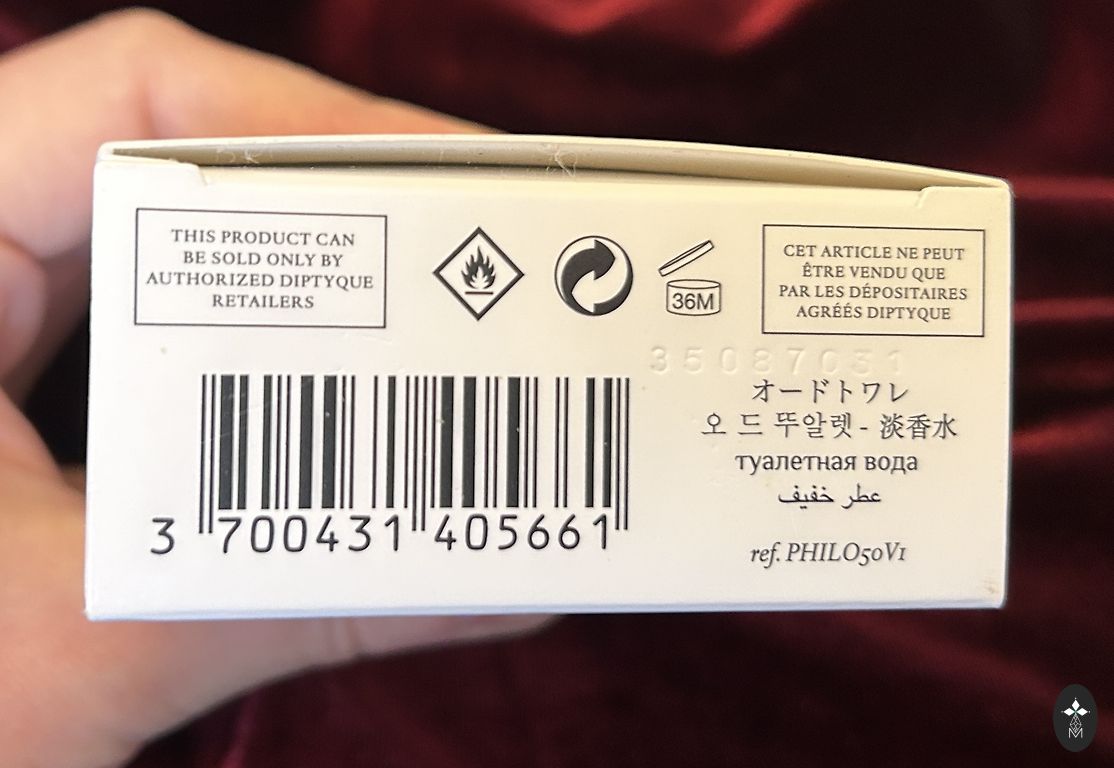 THIS PRODUCT CAN
BE SOLD ONLY BY
AUTHORIZED DIPTYQUE
RETAILERS
36M
CET ARTICLE NE PEUT
ÊTRE VENDU QUE
PAR LES DÉPOSITAIRES
AGRÉÉS DIPTYQUE
35087031
オードトワレ
오 드 뚜알렛 - 淡香水
туалетная вода
عطر خفيف
ref. PHILO50V1
3 700431 405661
M